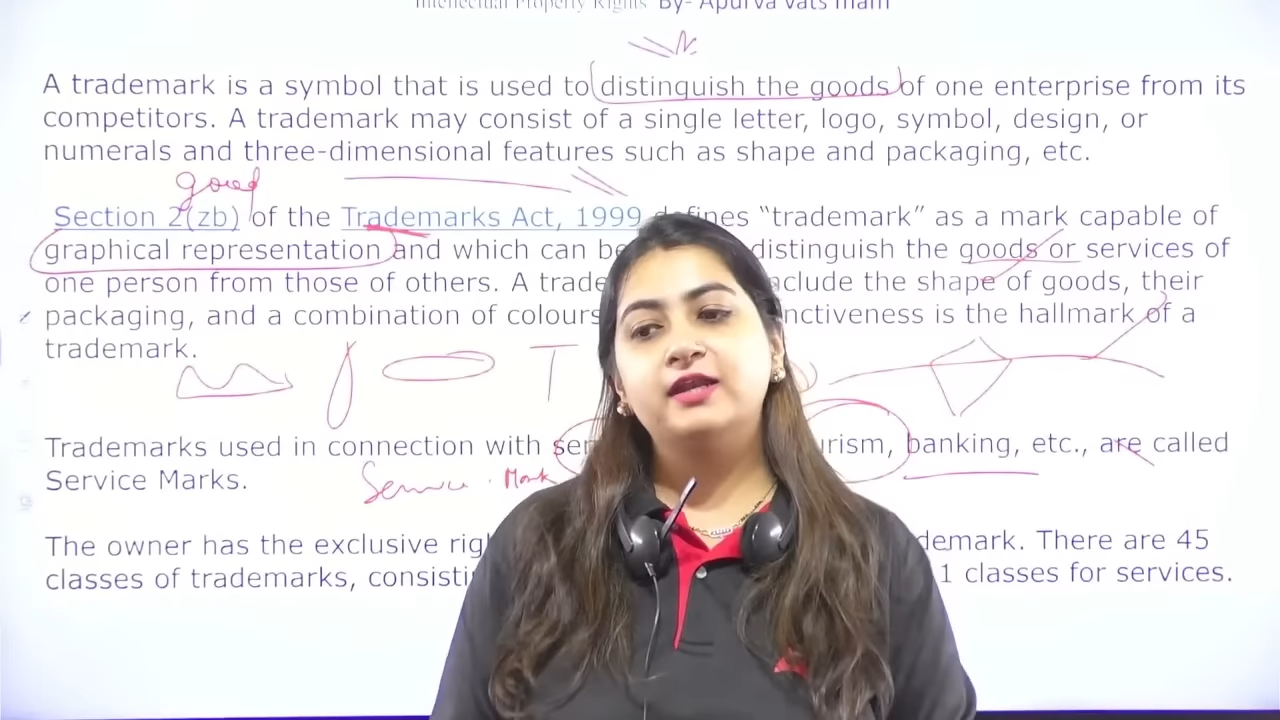 Intellectual Property Rights By- Apurva Vats mam
A trademark is a symbol that is used to distinguish the goods of one enterprise from its
competitors. A trademark may consist of a single letter, logo, symbol, design, or
numerals and three-dimensional features such as shape and packaging, etc.
good
Section 2(zb) of the Trademarks Act, 1999 defines “trademark” as a mark capable of
graphical representation and which can be distinguish the goods or services of
one person from those of others. A trade clude the shape of goods, their
packaging, and a combination of colours nctiveness is the hallmark of a
trademark.
Trademarks used in connection with ser rism, banking, etc., are called
Service Marks.
Service Mark
The owner has the exclusive rig demark. There are 45
classes of trademarks, consisti 1 classes for services.